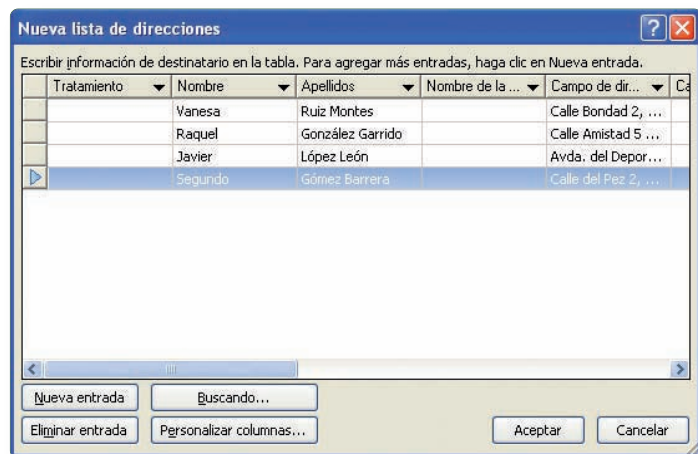 Nueva lista de direcciones
Escribir información de destinatario en la tabla. Para agregar más entradas, haga clic en Nueva entrada.
Tratamiento Nombre Apellidos Nombre de la ... Campo de dir... Ca
Vanesa Ruiz Montes Calle Bondad 2, ...
Raquel González Garrido Calle Amistad 5 ...
Javier López León Avda. del Depor...
Segundo Gómez Barrera Calle del Pez 2, ...
Nueva entrada Buscando...
Eliminar entrada Personalizar columnas... Aceptar Cancelar